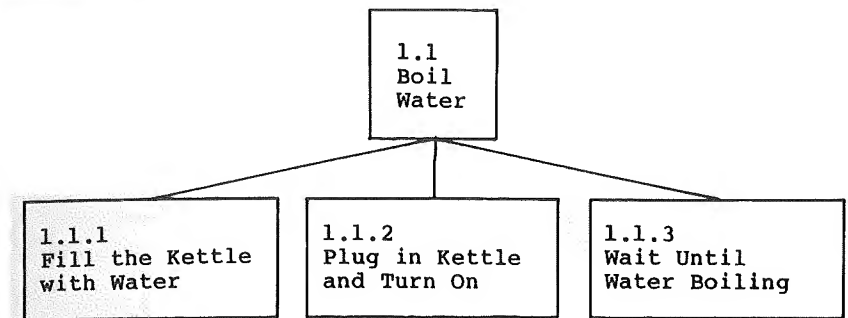 1.1
Boil
Water
1.1.1
Fill the Kettle
with Water
1.1.2
Plug in Kettle
and Turn On
1.1.3
Wait Until
Water Boiling